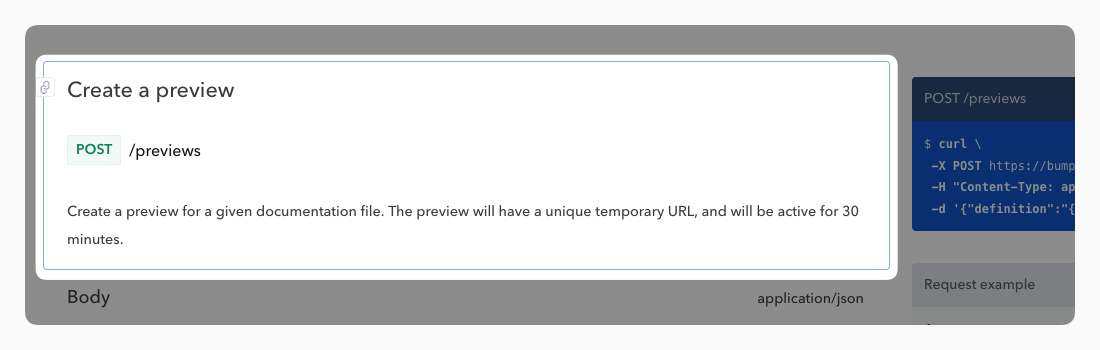 Create a preview
POST /previews
Create a preview for a given documentation file. The preview will have a unique temporary URL, and will be active for 30
minutes.
Body
application/json
POST /previews
$ curl \
−X POST https://bump
−H "Content−Type: ap
−d '{"definition":"{
Request example